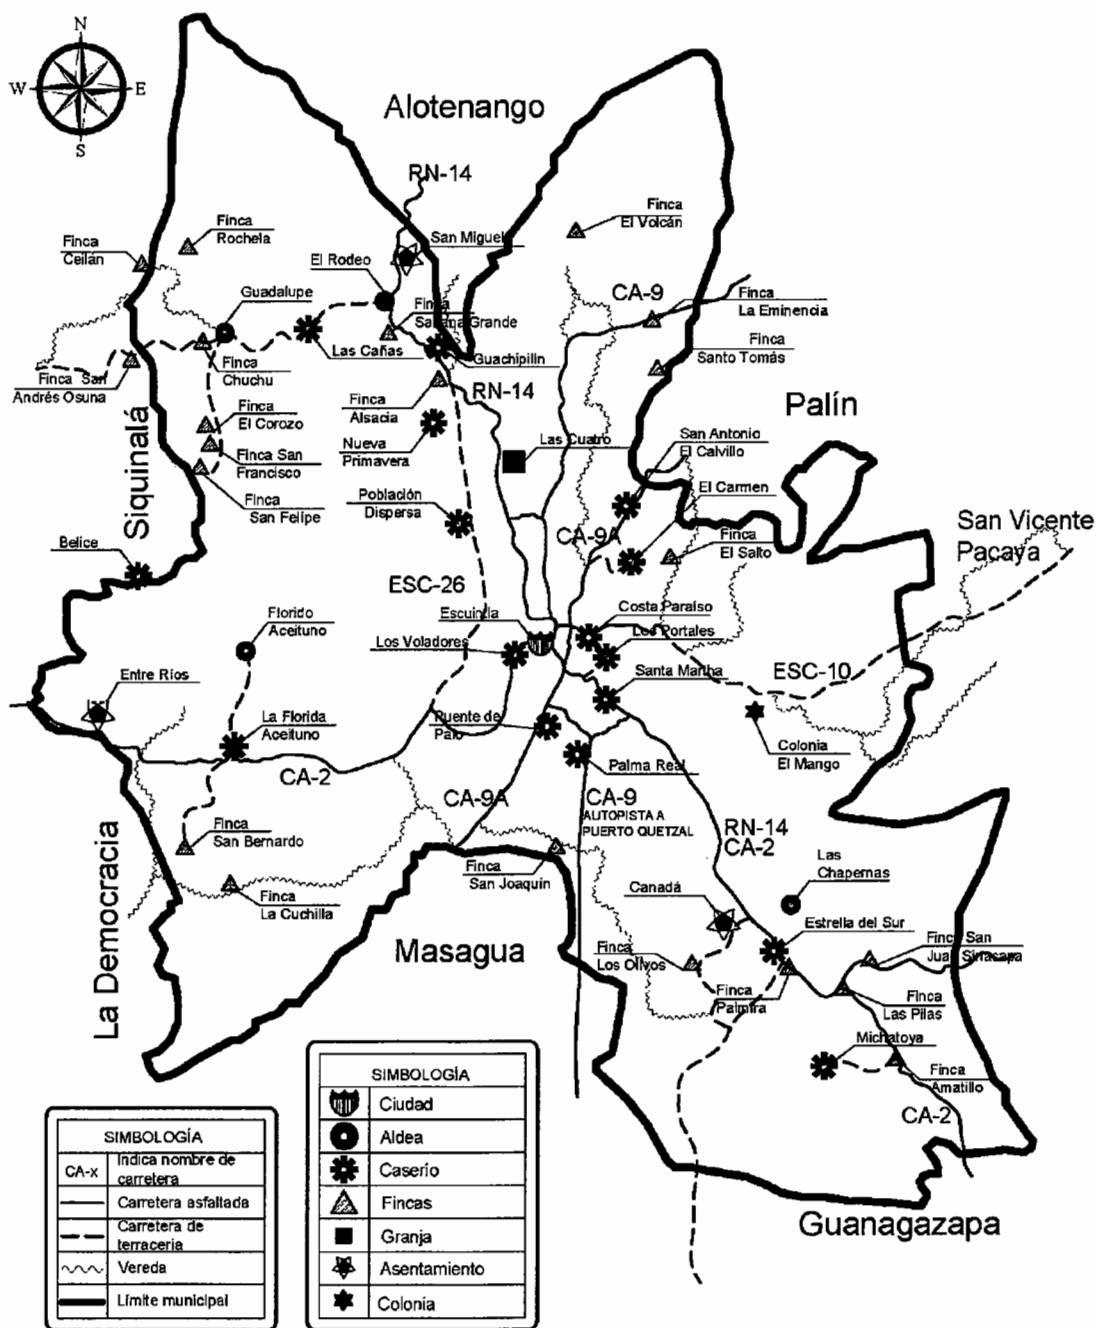 N
W
E
S
Alotenango
RN-14
Finca
El Volcán
Finca
Rochela
San Miguel
Finca
Ceilán
El Rodeo
CA-9
Finca
La Eminencia
Guadalupe
Finca
Sabana Grande
Las Cañas
Guachipilín
Finca
Santo Tomás
Finca
Chuchu
Finca San
Andrés Osuna
RN-14
Finca
Alsacia
Palín
Finca
El Corozo
Siquinalá
Nueva
Primavera
Las Cuatro
San Antonio
El Calvillo
Finca San
Francisco
El Carmen
Finca
San Felipe
Población
Dispersa
San Vicente
Pacaya
CA-9A
Finca
El Salto
Belice
ESC-26
Florido
Aceituno
Escuintla
Costa Paraíso
Los Voladores
Los Portales
Entre Ríos
Santa Martha
ESC-10
La Florida
Aceituno
Puente de
Palo
Colonia
El Mango
Palma Real
CA-2
CA-9A
CA-9
AUTOPISTA A
PUERTO QUETZAL
RN-14
CA-2
La Democracia
Finca
San Bernardo
Finca
San Joaquín
Las
Chapernas
Finca
La Cuchilla
Canadá
Estrella del Sur
Masagua
Finca
Los Olivos
Finca San
Juan Siriacapa
Finca
Palmira
Finca
Las Pilas
Michatoya
Finca
Amatillo
CA-2
Guanagazapa
SIMBOLOGÍA
CA-x
Indica nombre de
carretera
Carretera asfaltada
Carretera de
terraceria
Vereda
Límite municipal
SIMBOLOGÍA
Ciudad
Aldea
Caserío
Fincas
Granja
Asentamiento
Colonia